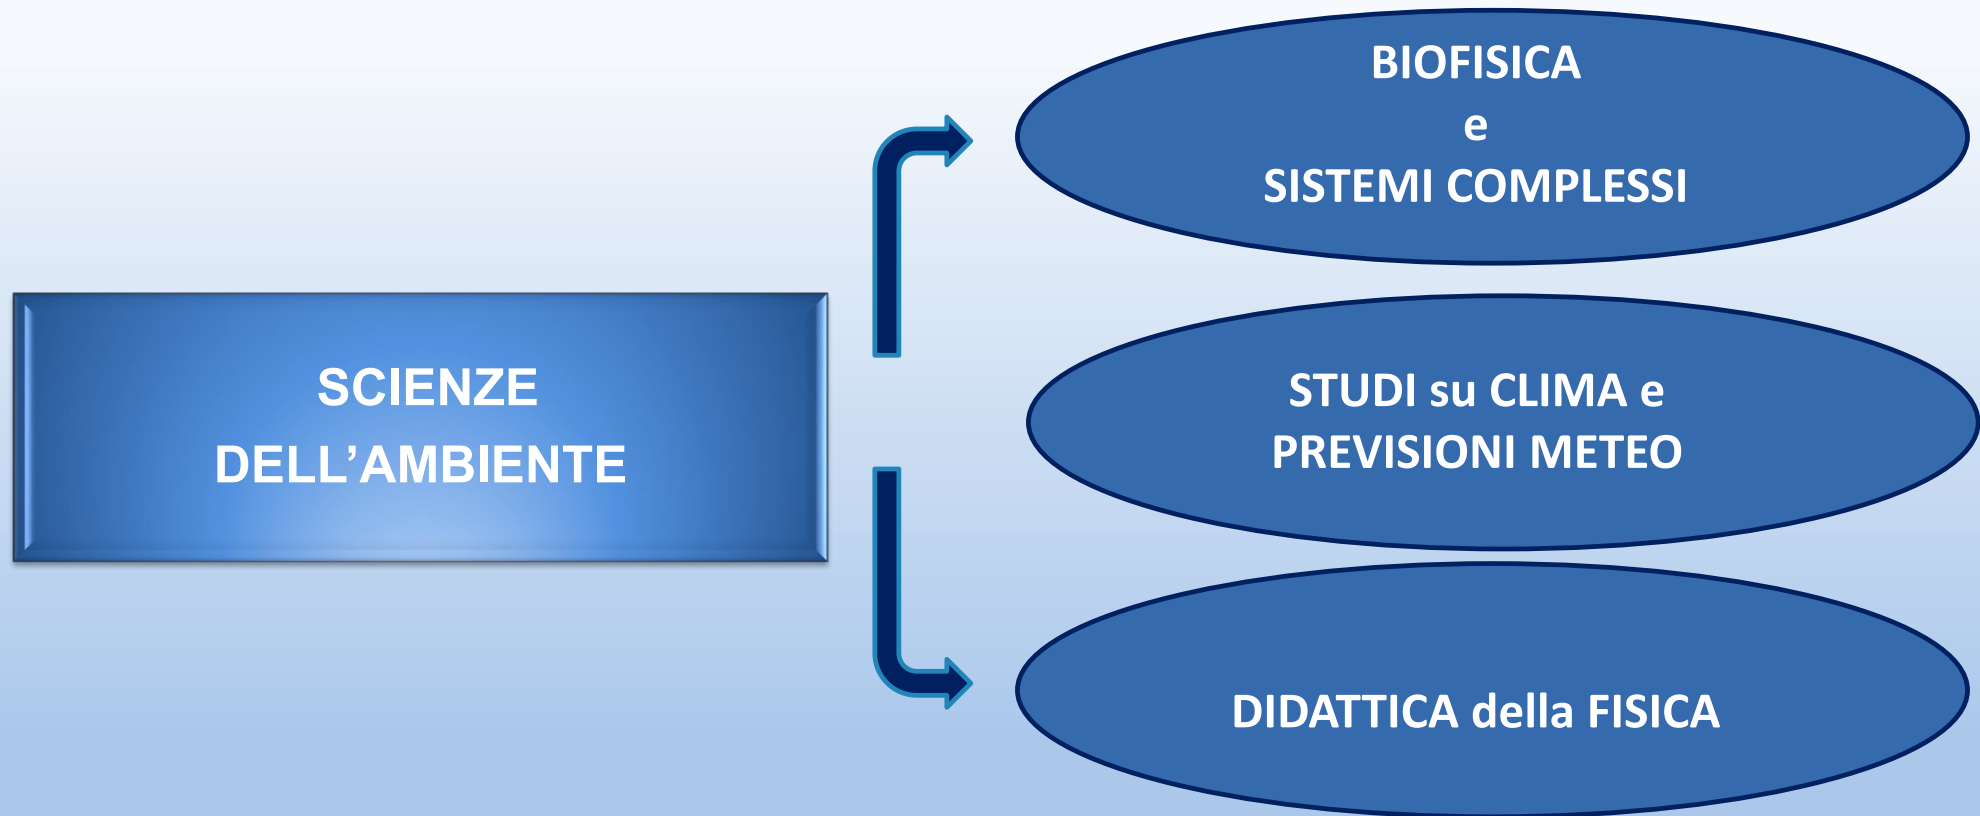 SCIENZE
DELL’AMBIENTE
BIOFISICA
e
SISTEMI COMPLESSI
STUDI su CLIMA e
PREVISIONI METEO
DIDATTICA della FISICA